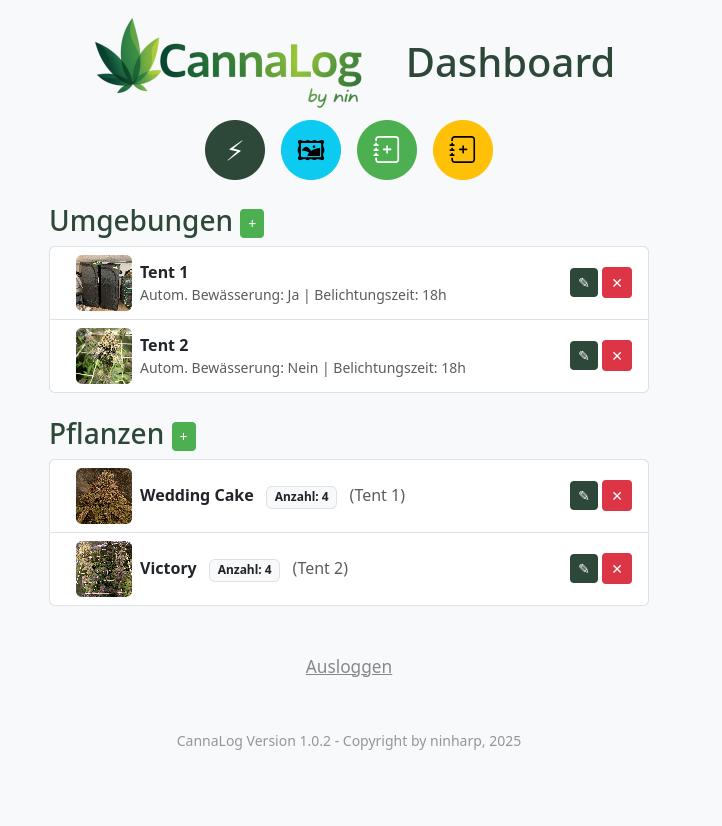 CannaLog
by nin
Dashboard
Umgebungen +
Tent 1
Autom. Bewässerung: Ja | Belichtungszeit: 18h
Tent 2
Autom. Bewässerung: Nein | Belichtungszeit: 18h
Pflanzen +
Wedding Cake Anzahl: 4 (Tent 1)
Victory Anzahl: 4 (Tent 2)
Ausloggen
CannaLog Version 1.0.2 - Copyright by ninharp, 2025